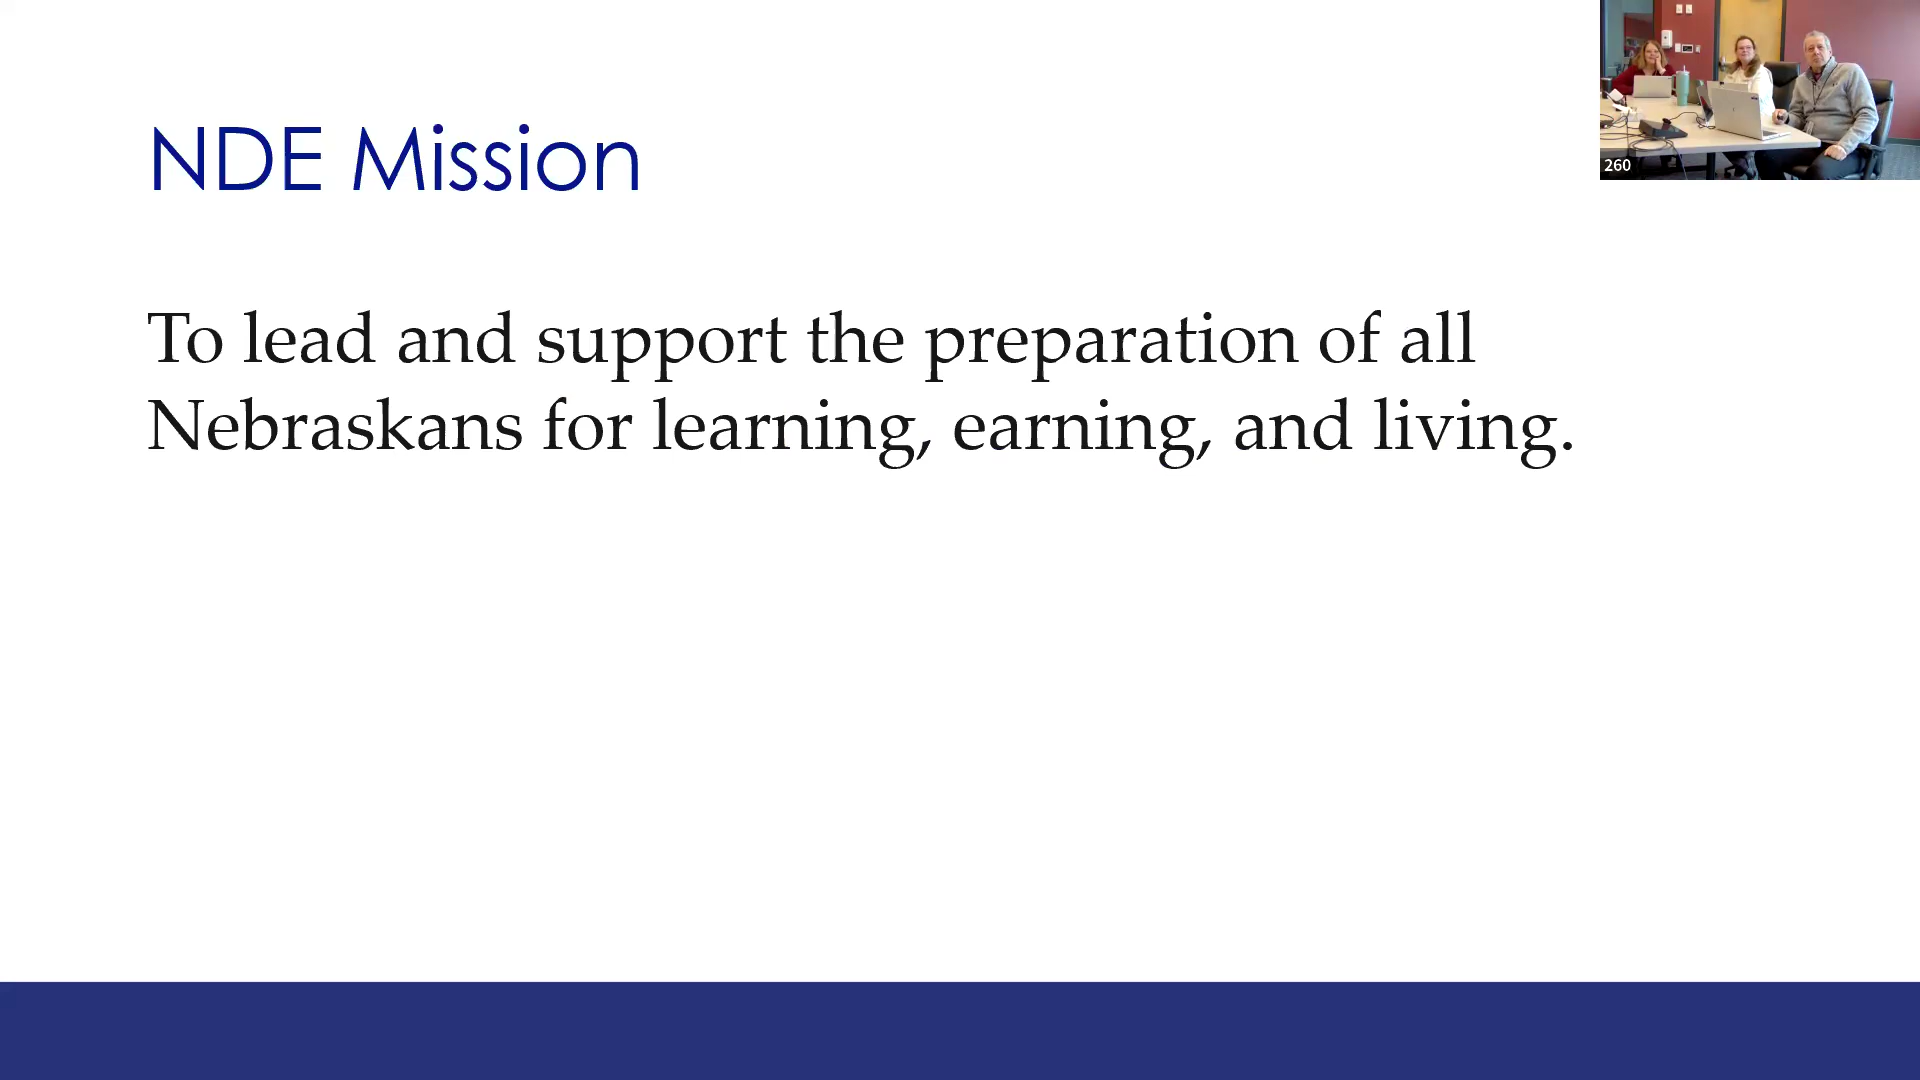 NDE Mission
To lead and support the preparation of all
Nebraskans for learning, earning, and living.
260